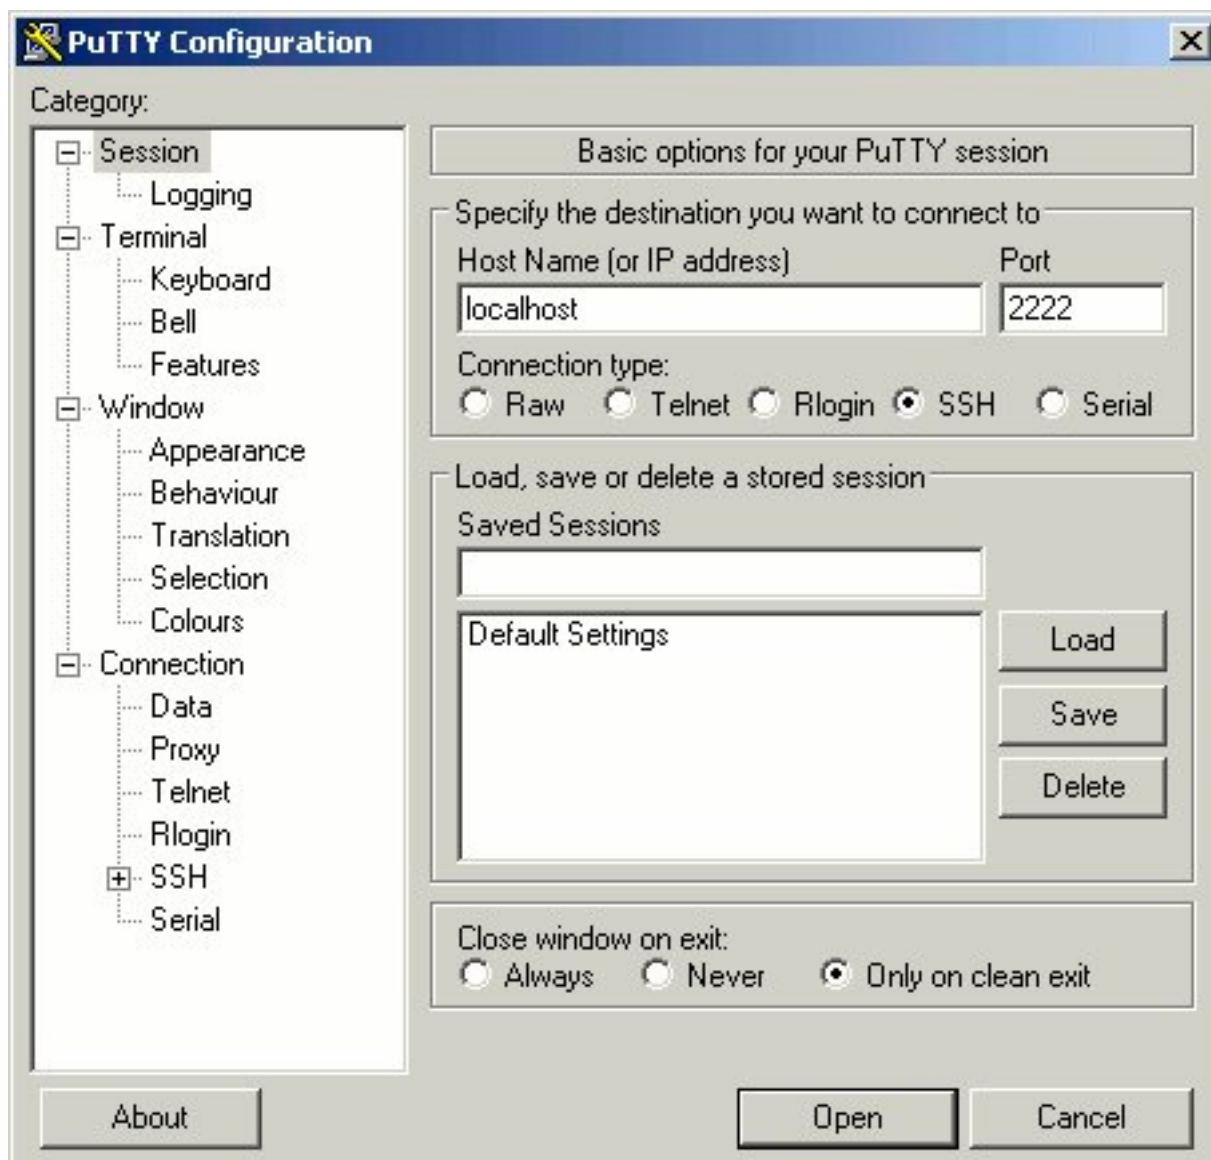 PuTTY Configuration
Category:
Session
Logging
Terminal
Keyboard
Bell
Features
Window
Appearance
Behaviour
Translation
Selection
Colours
Connection
Data
Proxy
Telnet
Rlogin
SSH
Serial
Basic options for your PuTTY session
Specify the destination you want to connect to
Host Name (or IP address) Port
localhost 2222
Connection type:
Raw Telnet Rlogin SSH Serial
Load, save or delete a stored session
Saved Sessions
Default Settings
Load
Save
Delete
Close window on exit:
Always Never Only on clean exit
About Open Cancel